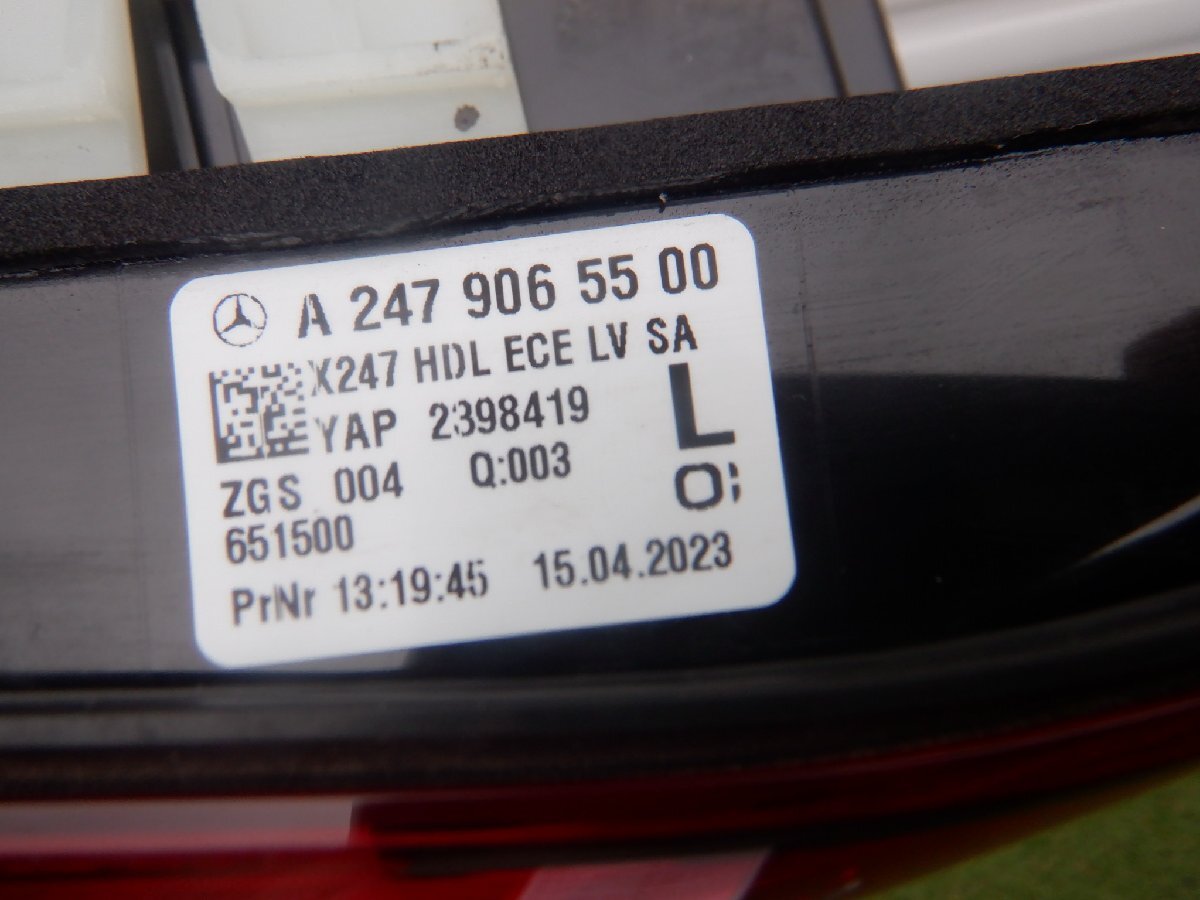 A 247 906 55 00
X247 HDL ECE LV SA
YAP 2398419 L
ZGS 004 Q:003 O;
651500
PrNr 13:19:45 15.04.2023